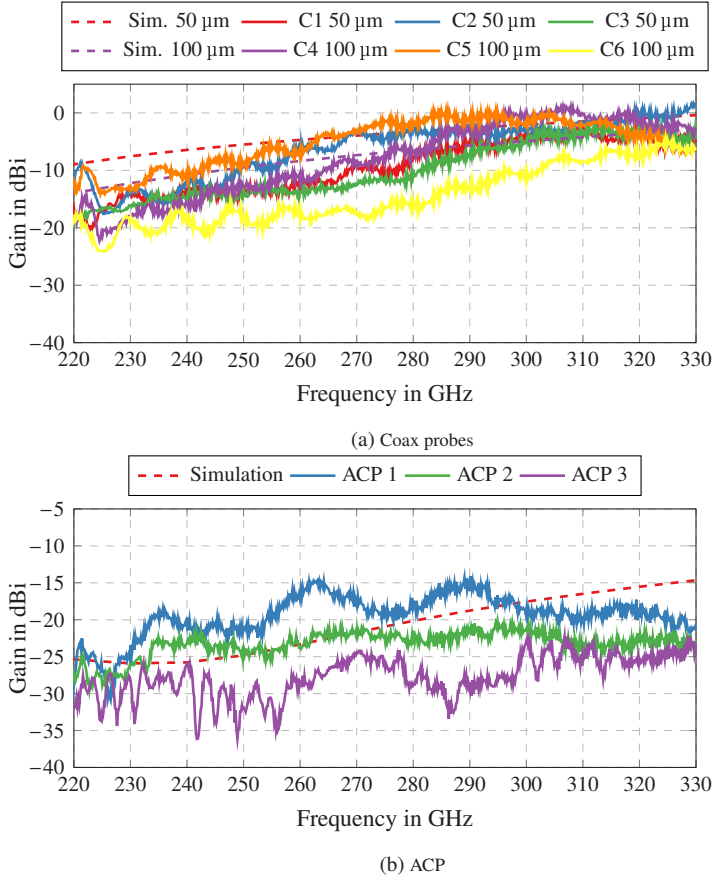 Sim. 50 µm C1 50 µm C2 50 µm C3 50 µm
Sim. 100 µm C4 100 µm C5 100 µm C6 100 µm
0
−10
−20
−30
−40
Gain in dBi
220 230 240 250 260 270 280 290 300 310 320 330
Frequency in GHz
(a) Coax probes
Simulation ACP 1 ACP 2 ACP 3
−5
−10
−15
−20
−25
−30
−35
−40
Gain in dBi
220 230 240 250 260 270 280 290 300 310 320 330
Frequency in GHz
(b) ACP